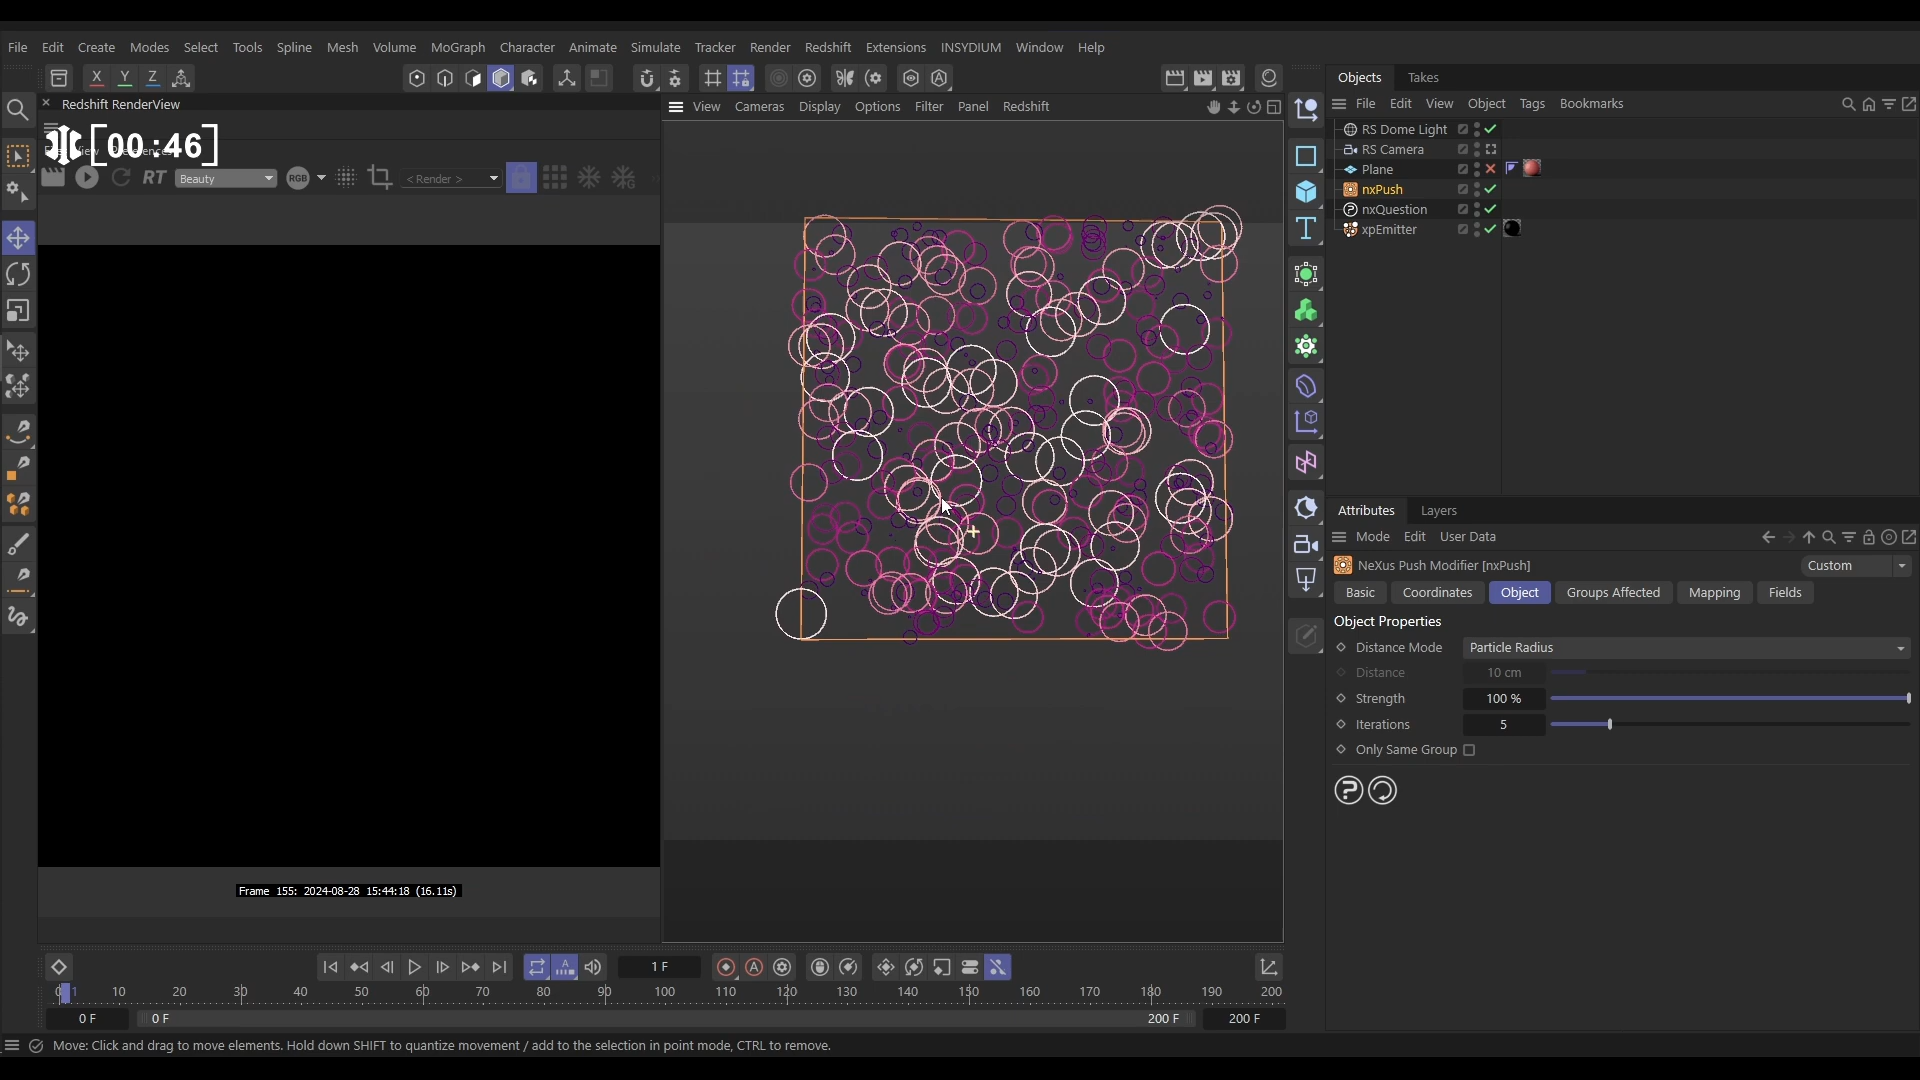 File Edit Create Modes Select Tools Spline Mesh Volume MoGraph Character Animate Simulate Tracker Render Redshift Extensions INSYDIUM Window Help
X Y Z
Objects Takes
Redshift RenderView
View Cameras Display Options Filter Panel Redshift
File Edit View Object Tags Bookmarks
[00:46]
RT Beauty RGB < Render >
RS Dome Light
RS Camera
Plane
nxPush
nxQuestion
xpEmitter
Attributes Layers
Mode Edit User Data
NeXus Push Modifier [nxPush] Custom
Basic Coordinates Object Groups Affected Mapping Fields
Object Properties
Distance Mode Particle Radius
Distance 10 cm
Strength 100 %
Iterations 5
Only Same Group
Frame 155: 2024-08-28 15:44:18 (16.11s)
1 F
0 1 10 20 30 40 50 60 70 80 90 100 110 120 130 140 150 160 170 180 190 200
0 F 0 F 200 F 200 F
Move: Click and drag to move elements. Hold down SHIFT to quantize movement / add to the selection in point mode, CTRL to remove.